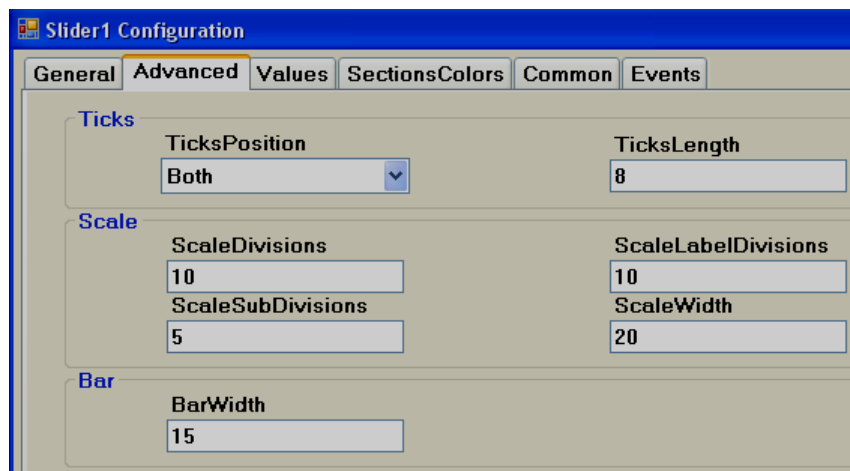 Slider1 Configuration
General Advanced Values SectionsColors Common Events
Ticks
TicksPosition TicksLength
Both 8
Scale
ScaleDivisions ScaleLabelDivisions
10 10
ScaleSubDivisions ScaleWidth
5 20
Bar
BarWidth
15